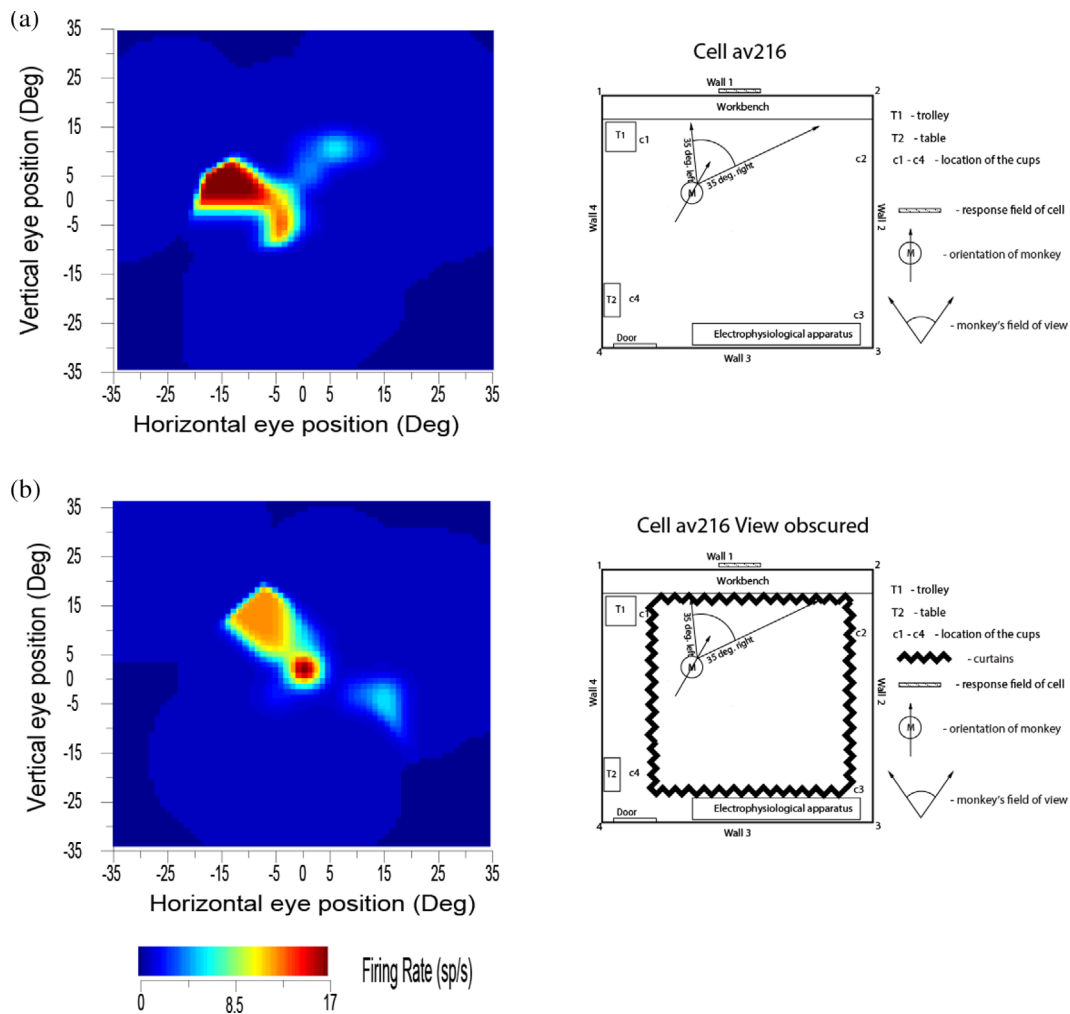 (a)
Vertical eye position (Deg)
35
25
15
10
5
0
-5
-15
-25
-35
-35
-25
-15
-5
0
5
15
25
35
Horizontal eye position (Deg)
Cell av216
Wall 1
1
2
Workbench
T1
c1
35 deg. left
35 deg. right
M
c2
Wall 4
Wall 2
T2
c4
c3
Door
Electrophysiological apparatus
4
Wall 3
3
T1 - trolley
T2 - table
c1 - c4 - location of the cups
- response field of cell
M
- orientation of monkey
- monkey's field of view
(b)
Vertical eye position (Deg)
35
25
15
10
5
0
-5
-15
-25
-35
-35
-25
-15
-5
0
5
15
25
35
Horizontal eye position (Deg)
Cell av216 View obscured
Wall 1
1
2
Workbench
T1
35 deg. left
35 deg. right
M
c2
Wall 4
Wall 2
T2
c4
c3
Door
Electrophysiological apparatus
4
Wall 3
3
T1 - trolley
T2 - table
c1 - c4 - location of the cups
- curtains
- response field of cell
M
- orientation of monkey
- monkey's field of view
0
8.5
17
Firing Rate (sp/s)